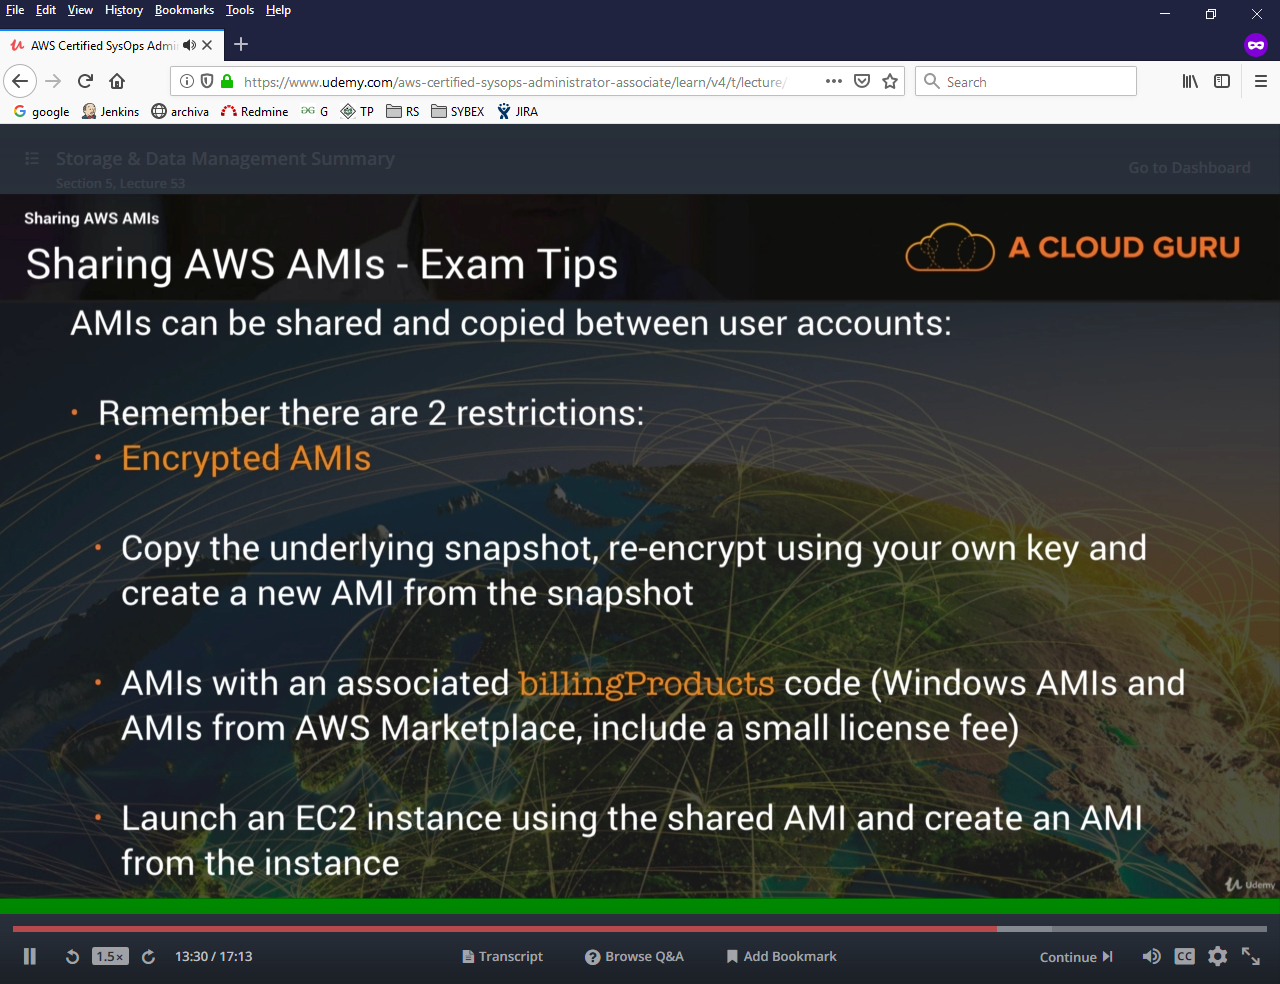 File Edit View History Bookmarks Tools Help
AWS Certified SysOps Admi
https://www.udemy.com/aws-certified-sysops-administrator-associate/learn/v4/t/lecture/
Search
google Jenkins archiva Redmine G TP RS SYBEX JIRA
Storage & Data Management Summary
Section 5, Lecture 53
Go to Dashboard
Sharing AWS AMIs
Sharing AWS AMIs - Exam Tips
A CLOUD GURU
AMIs can be shared and copied between user accounts:
• Remember there are 2 restrictions:
• Encrypted AMIs
• Copy the underlying snapshot, re-encrypt using your own key and
create a new AMI from the snapshot
• AMIs with an associated billingProducts code (Windows AMIs and
AMIs from AWS Marketplace, include a small license fee)
• Launch an EC2 instance using the shared AMI and create an AMI
from the instance
Udemy
1.5× 13:30 / 17:13 Transcript Browse Q&A Add Bookmark Continue CC